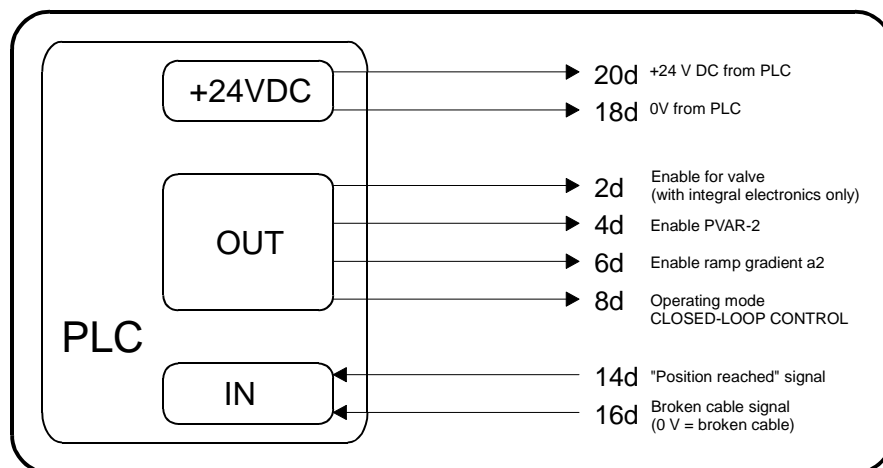 +24VDC
20d +24 V DC from PLC
18d 0V from PLC
OUT
2d Enable for valve
(with integral electronics only)
4d Enable PVAR-2
6d Enable ramp gradient a2
8d Operating mode
CLOSED-LOOP CONTROL
PLC
IN
14d "Position reached" signal
16d Broken cable signal
(0 V = broken cable)